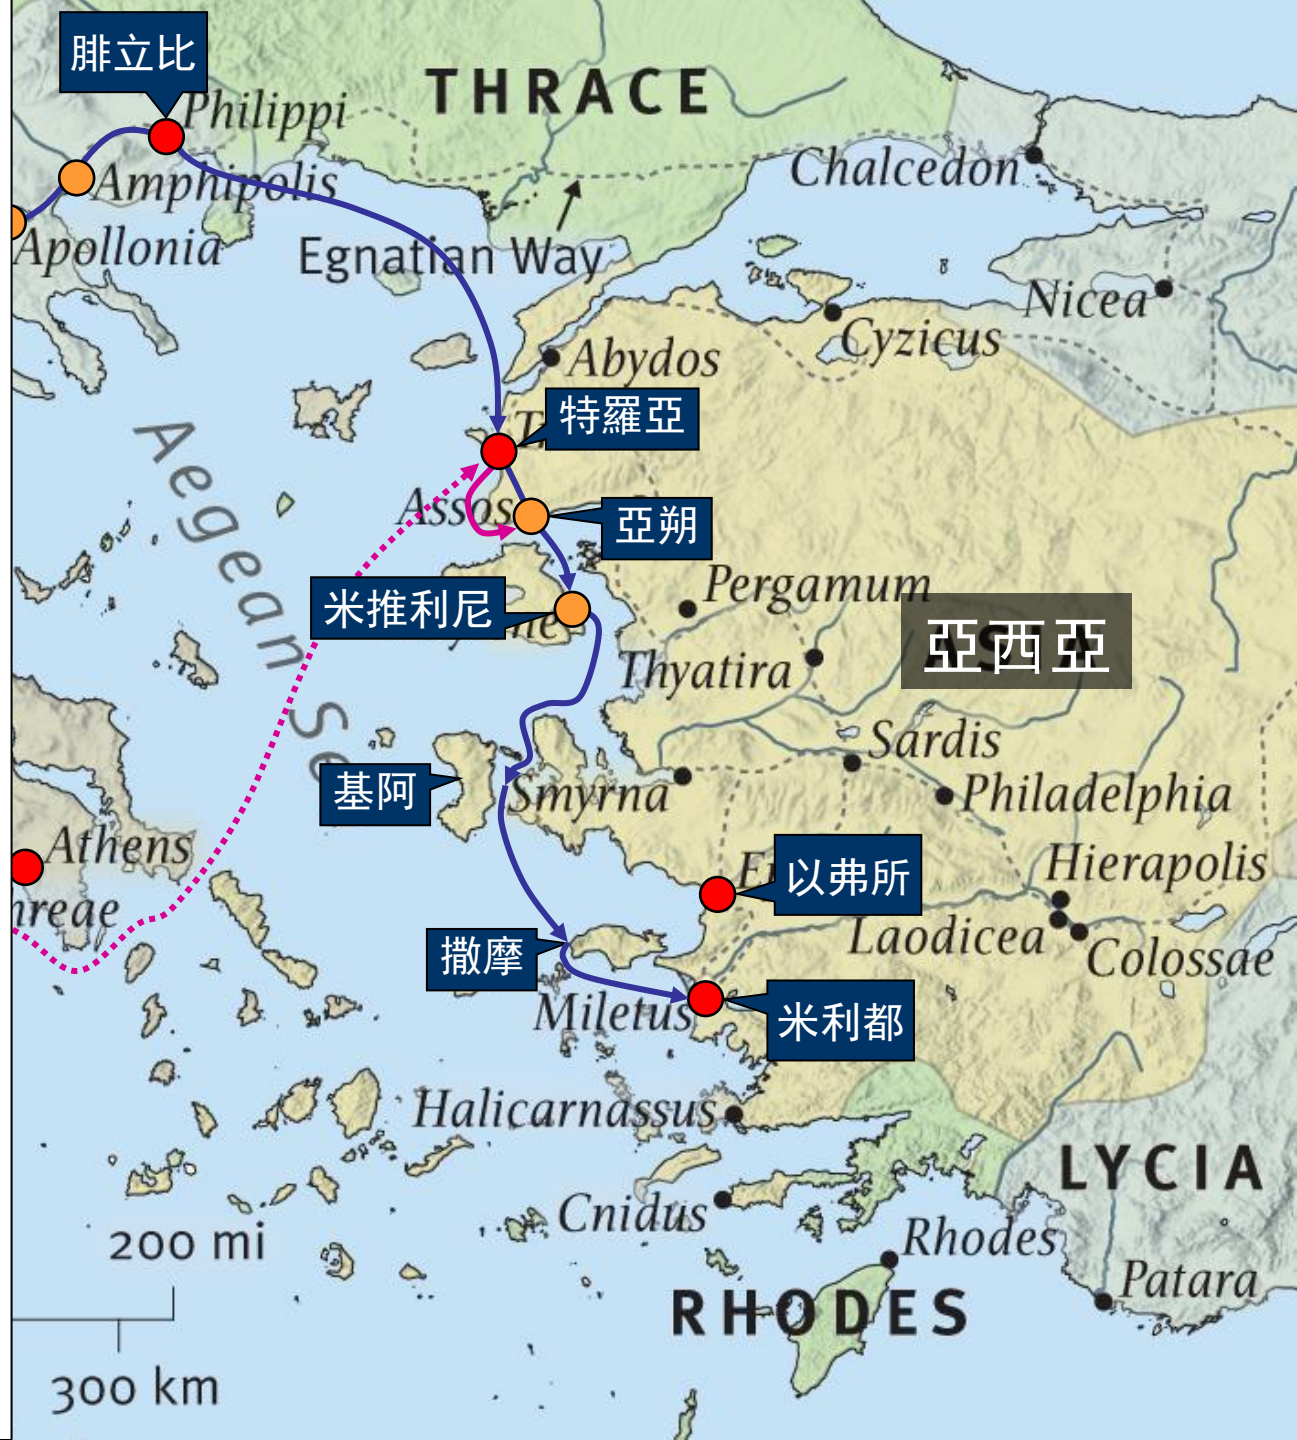 腓立比
THRACE
Philippi
Chalcedon
Amphipolis
Apollonia
Egnatian Way
Nicea
Cyzicus
Abydos
特羅亞
Aegean
Assos
亞朔
Pergamum
米推利尼
亞西亞
ASIA
Thyatira
Sardis
基阿
Smyrna
Philadelphia
Athens
以弗所
Hierapolis
Laodicea
撒摩
Colossae
Miletus
米利都
Halicarnassus
LYCIA
Cnidus
200 mi
Rhodes
Patara
RHODES
300 km